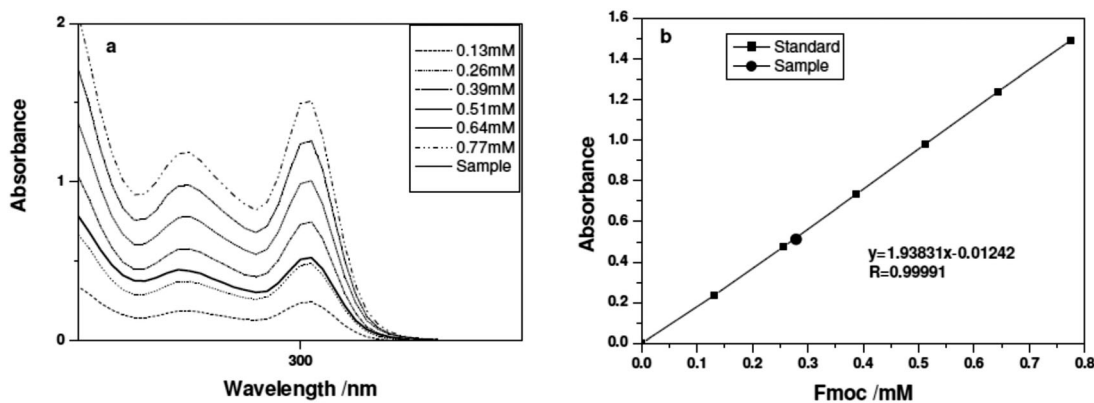 a
2
1
0
Absorbance
0.13mM
0.26mM
0.39mM
0.51mM
0.64mM
0.77mM
Sample
300
Wavelength /nm
b
1.6
1.4
1.2
1.0
0.8
0.6
0.4
0.2
0.0
Absorbance
Standard
Sample
y=1.93831x-0.01242
R=0.99991
0.0 0.1 0.2 0.3 0.4 0.5 0.6 0.7 0.8
Fmoc /mM